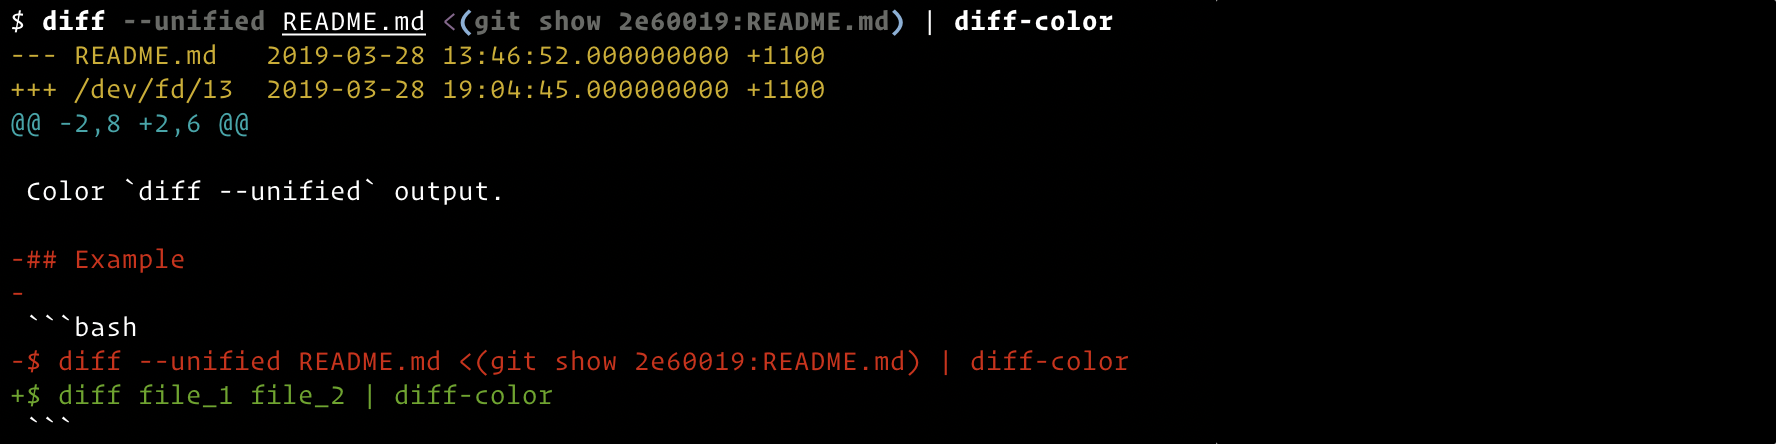 $ diff --unified README.md <(git show 2e60019:README.md) | diff-color
--- README.md   2019-03-28 13:46:52.000000000 +1100
+++ /dev/fd/13  2019-03-28 19:04:45.000000000 +1100
@@ -2,8 +2,6 @@

 Color `diff --unified` output.

-## Example
-
 ```bash
-$ diff --unified README.md <(git show 2e60019:README.md) | diff-color
+$ diff file_1 file_2 | diff-color
 ```